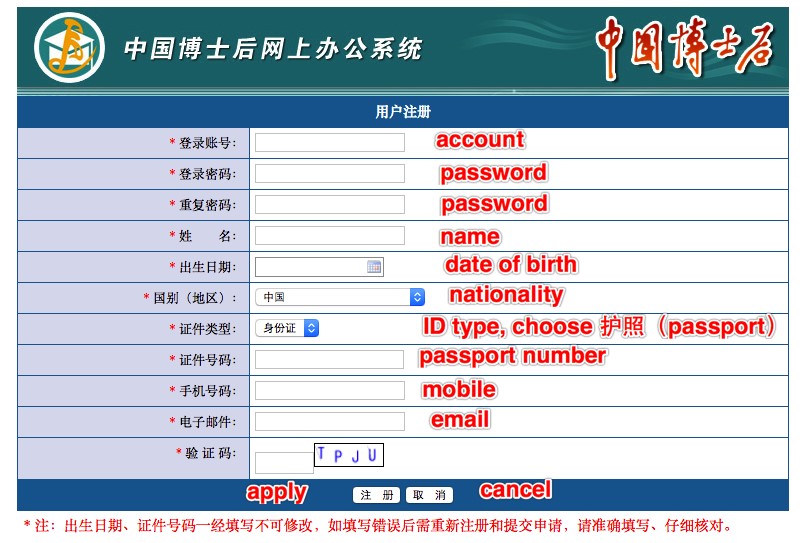 中国博士后网上办公系统 中国博士后
用户注册
* 登录账号： account
* 登录密码： password
* 重复密码： password
* 姓 名： name
* 出生日期： date of birth
* 国别（地区）： 中国 nationality
* 证件类型： 身份证 ID type, choose 护照（passport）
* 证件号码： passport number
* 手机号码： mobile
* 电子邮件： email
* 验 证 码： T P J U
apply 注 册 取 消 cancel
* 注：出生日期、证件号码一经填写不可修改，如填写错误后需重新注册和提交申请，请准确填写、仔细核对。